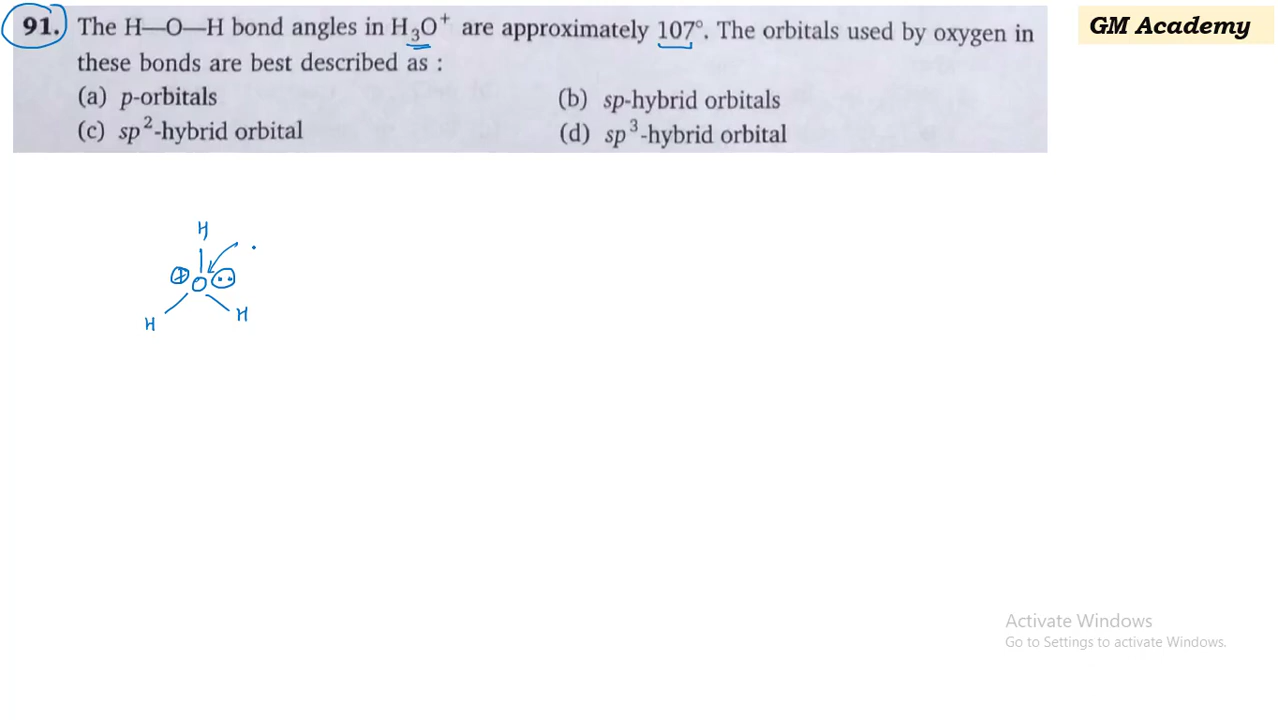 91. The H—O—H bond angles in H₃O⁺ are approximately 107°. The orbitals used by oxygen in
these bonds are best described as :
(a) p-orbitals
(b) sp-hybrid orbitals
(c) sp²-hybrid orbital
(d) sp³-hybrid orbital
GM Academy
H
⊕ O ··
H
H
Activate Windows
Go to Settings to activate Windows.